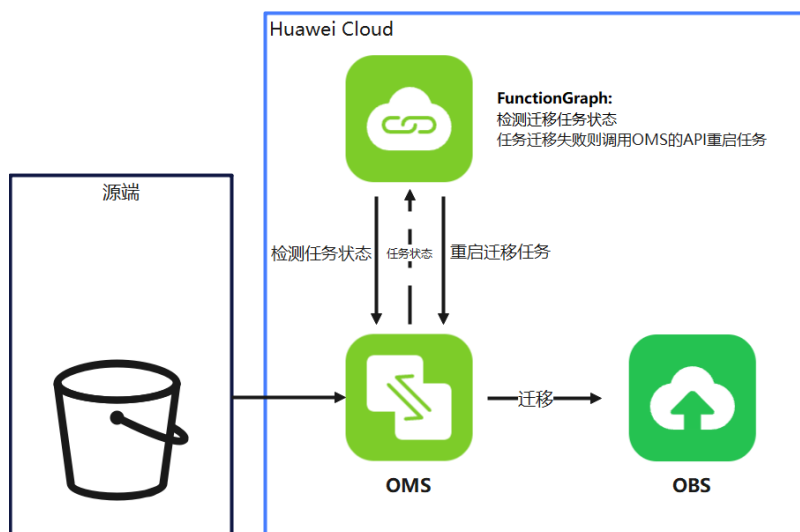 Huawei Cloud
FunctionGraph:
检测迁移任务状态
任务迁移失败则调用OMS的API重启任务
源端
检测任务状态
任务状态
重启迁移任务
迁移
OMS
OBS